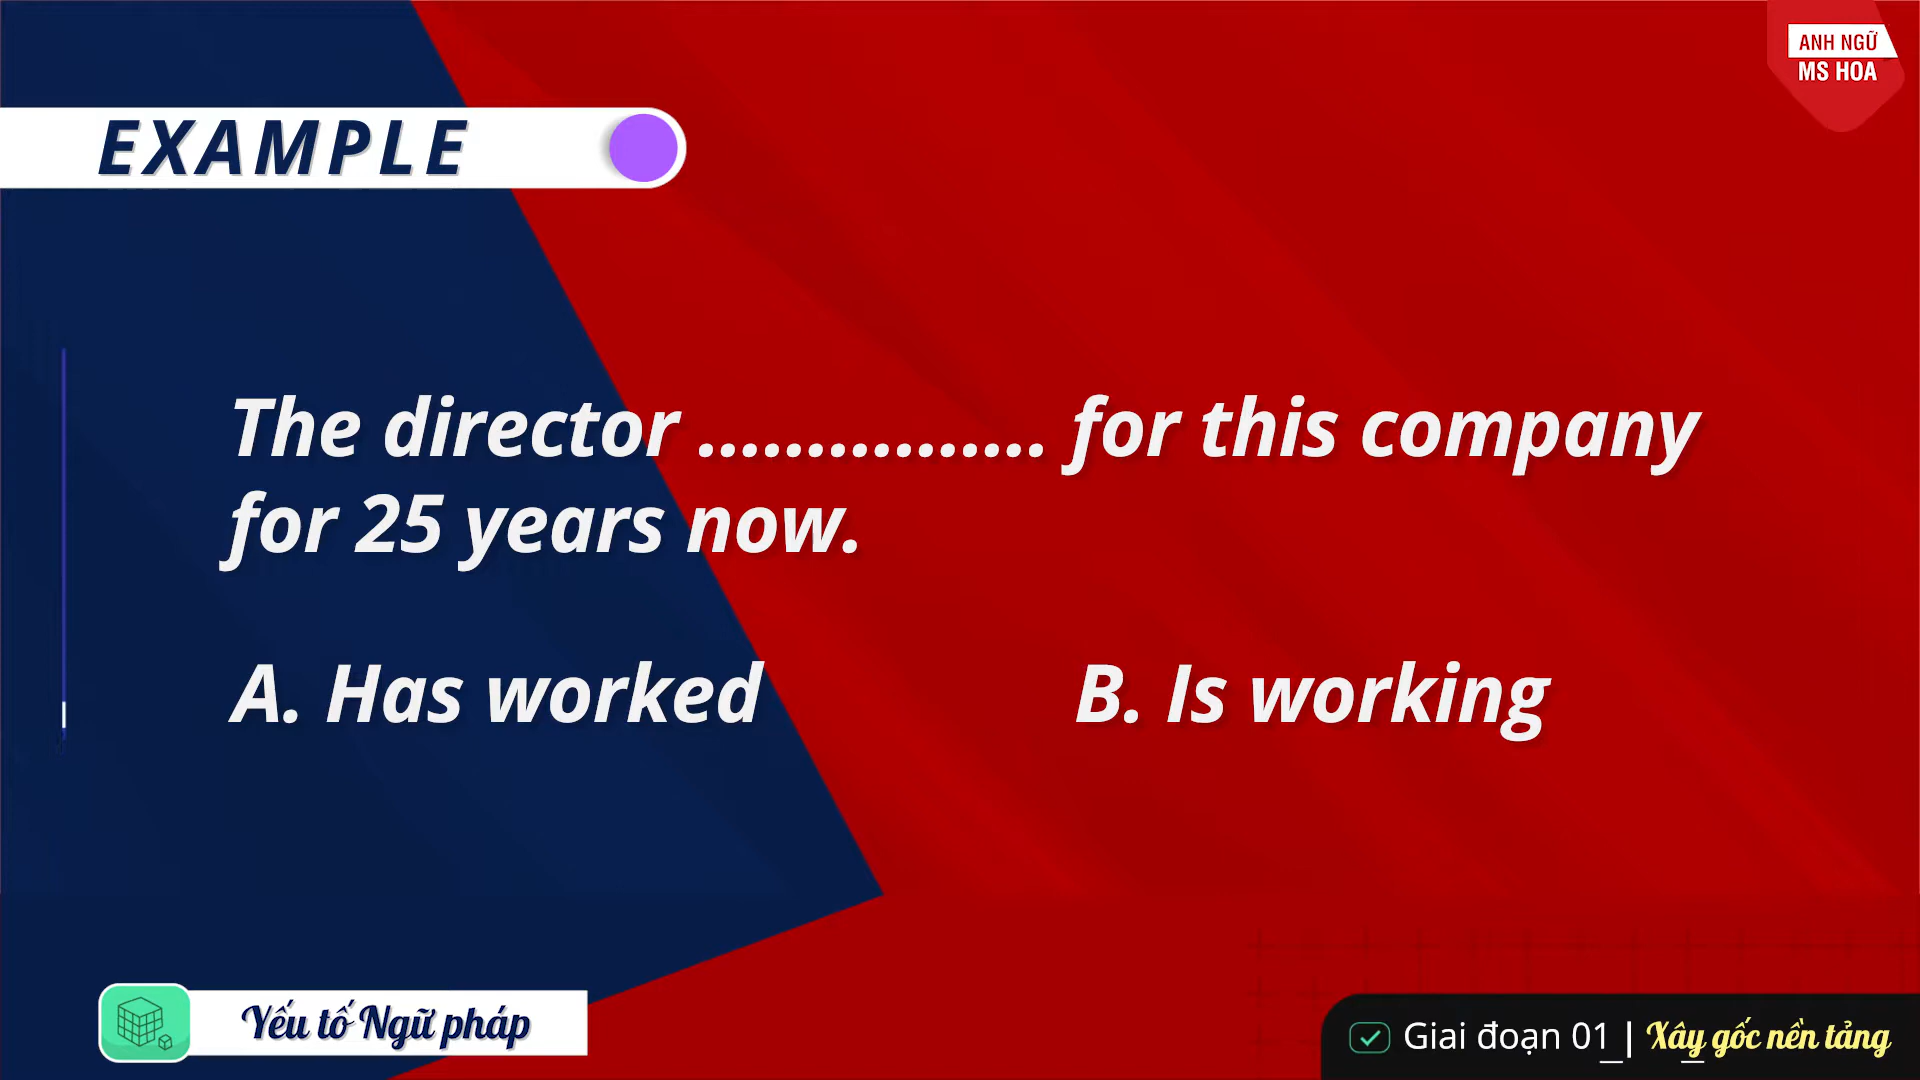 ANH NGỮ
MS HOA
EXAMPLE
The director ............... for this company
for 25 years now.
A. Has worked
B. Is working
Yếu tố Ngữ pháp
Giai đoạn 01 | Xây gốc nền tảng